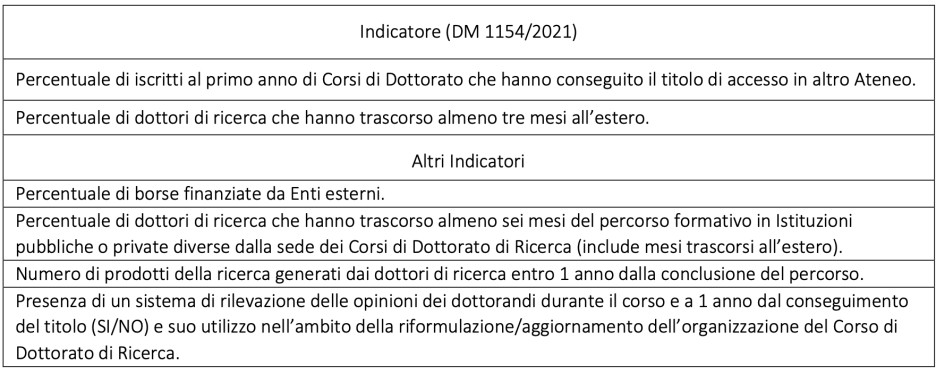 Indicatore (DM 1154/2021)
Percentuale di iscritti al primo anno di Corsi di Dottorato che hanno conseguito il titolo di accesso in altro Ateneo.
Percentuale di dottori di ricerca che hanno trascorso almeno tre mesi all’estero.
Altri Indicatori
Percentuale di borse finanziate da Enti esterni.
Percentuale di dottori di ricerca che hanno trascorso almeno sei mesi del percorso formativo in Istituzioni
pubbliche o private diverse dalla sede dei Corsi di Dottorato di Ricerca (include mesi trascorsi all’estero).
Numero di prodotti della ricerca generati dai dottori di ricerca entro 1 anno dalla conclusione del percorso.
Presenza di un sistema di rilevazione delle opinioni dei dottorandi durante il corso e a 1 anno dal conseguimento
del titolo (SI/NO) e suo utilizzo nell’ambito della riformulazione/aggiornamento dell’organizzazione del Corso di
Dottorato di Ricerca.